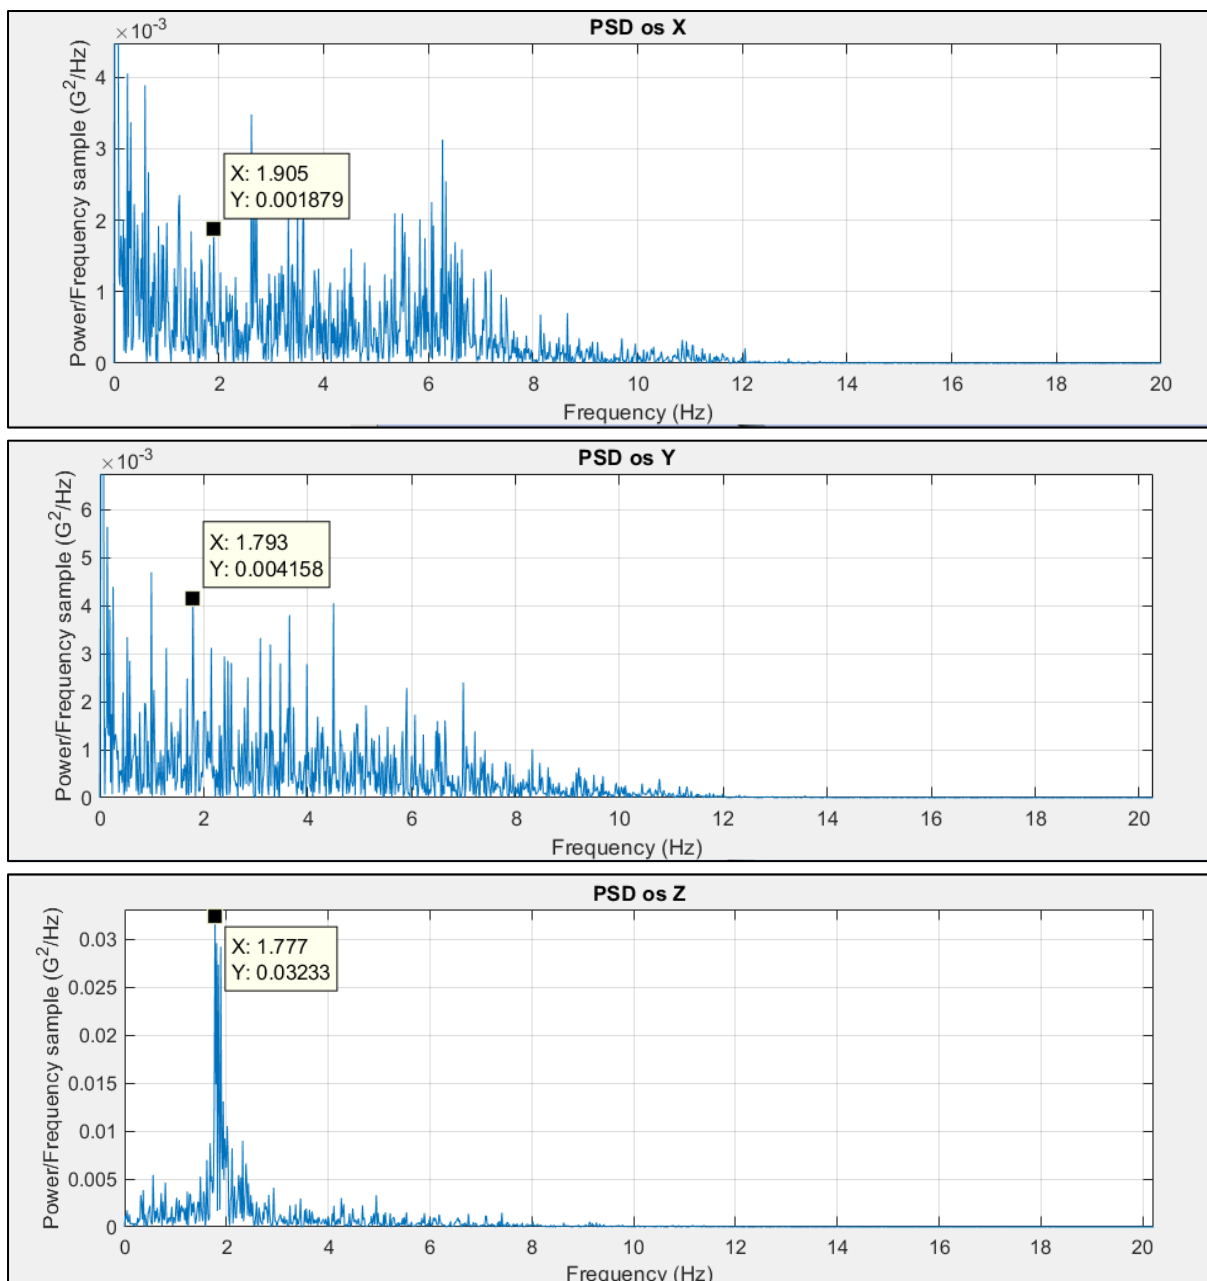 PSD os X
×10^-3
Power/Frequency sample (G^2/Hz)
4
3
2
1
0
X: 1.905
Y: 0.001879
0 2 4 6 8 10 12 14 16 18 20
Frequency (Hz)
PSD os Y
×10^-3
Power/Frequency sample (G^2/Hz)
6
5
4
3
2
1
0
X: 1.793
Y: 0.004158
0 2 4 6 8 10 12 14 16 18 20
Frequency (Hz)
PSD os Z
Power/Frequency sample (G^2/Hz)
0.03
0.025
0.02
0.015
0.01
0.005
0
X: 1.777
Y: 0.03233
0 2 4 6 8 10 12 14 16 18 20
Frequency (Hz)